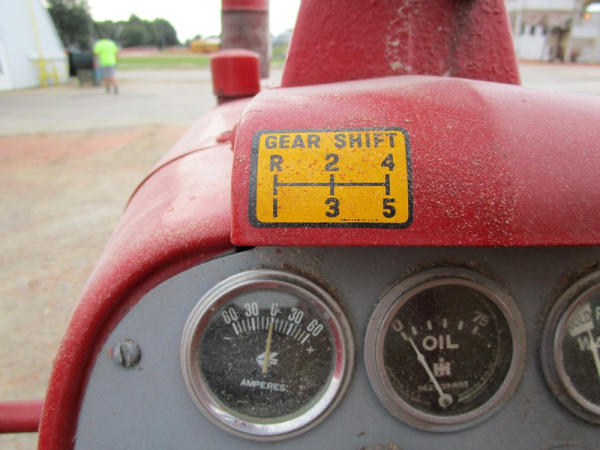 GEAR SHIFT
R 2 4
1 3 5
60 30 0 30 60
- +
AMPERES
0 75
OIL
IH